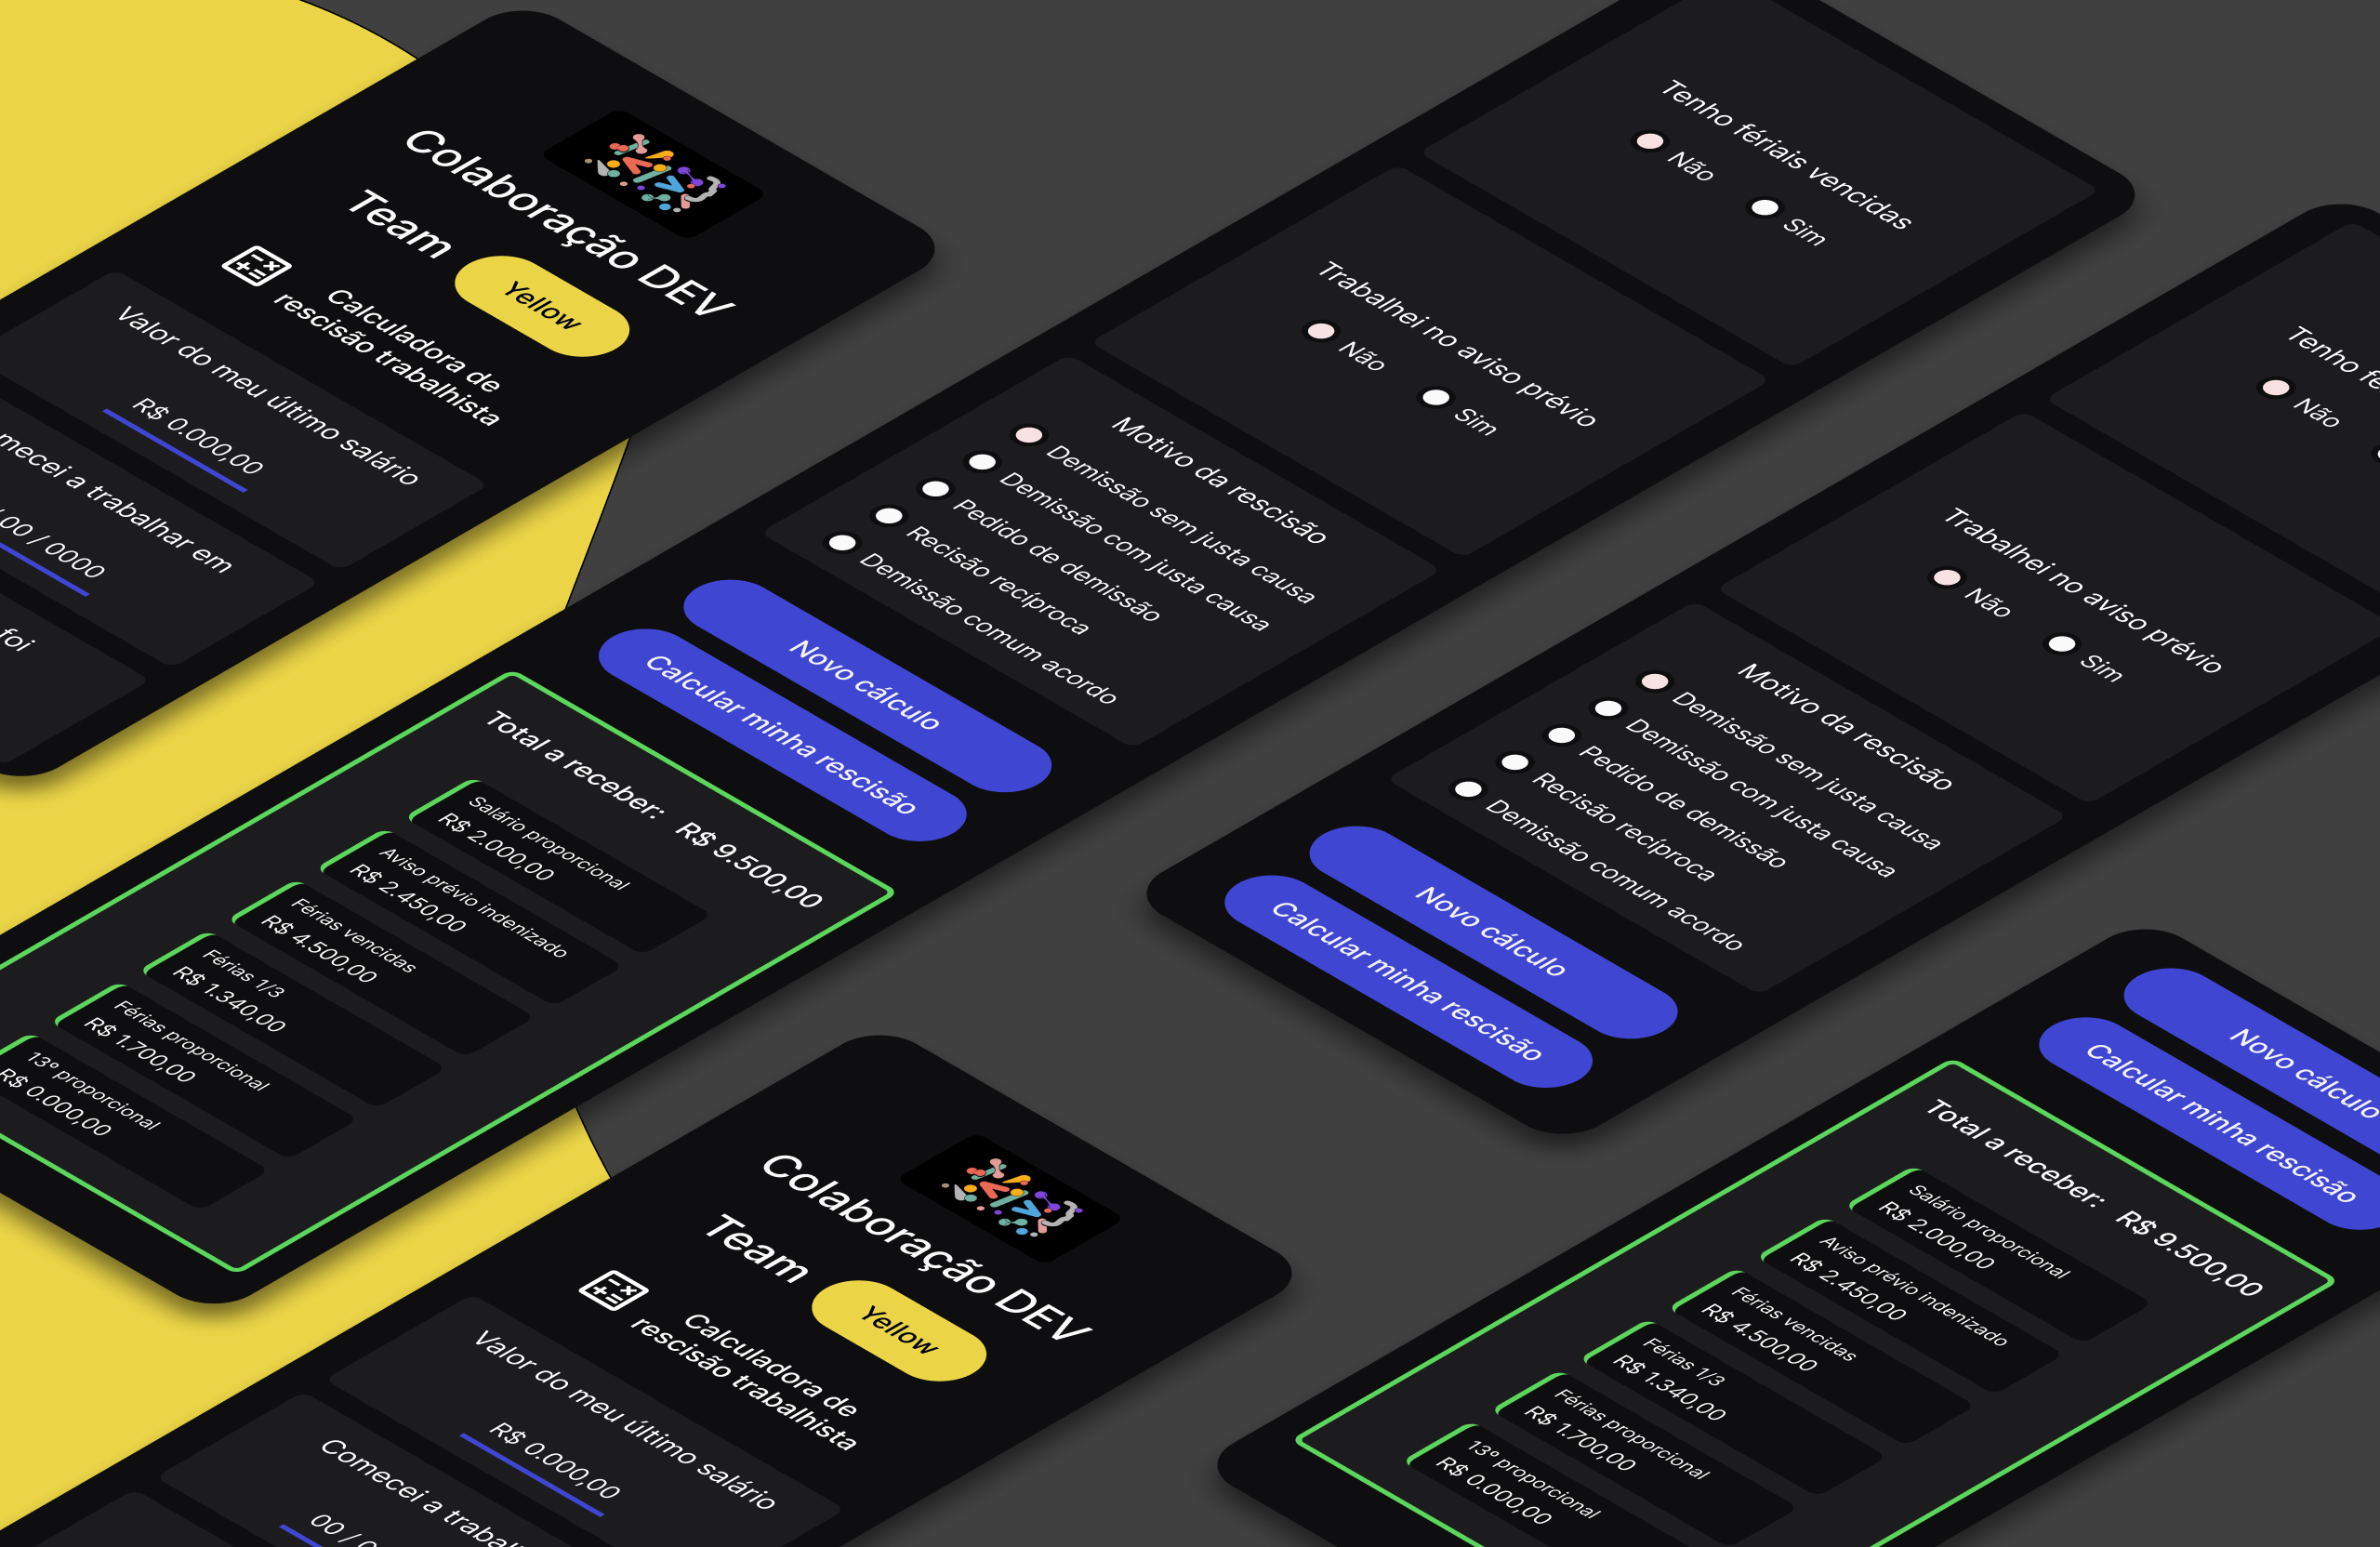 Colaboração DEV
Team
Yellow
Calculadora de
rescisão trabalhista
Valor do meu último salário
R$ 0.000,00
mecei a trabalhar em
00 / 0000
foi
Tenho fériais vencidas
Não
Sim
Trabalhei no aviso prévio
Não
Sim
Motivo da rescisão
Demissão sem justa causa
Demissão com justa causa
Pedido de demissão
Recisão recíproca
Demissão comum acordo
Novo cálculo
Calcular minha rescisão
Total a receber: R$ 9.500,00
Salário proporcional
R$ 2.000,00
Aviso prévio indenizado
R$ 2.450,00
Férias vencidas
R$ 4.500,00
Férias 1/3
R$ 1.340,00
Férias proporcional
R$ 1.700,00
13º proporcional
R$ 0.000,00
Tenho fé
Não
Trabalhei no aviso prévio
Não
Sim
Motivo da rescisão
Demissão sem justa causa
Demissão com justa causa
Pedido de demissão
Recisão recíproca
Demissão comum acordo
Novo cálculo
Calcular minha rescisão
Colaboração DEV
Team
Yellow
Calculadora de
rescisão trabalhista
Valor do meu último salário
R$ 0.000,00
Comecei a trabal
00 / 0
Novo cálculo
Calcular minha rescisão
Total a receber: R$ 9.500,00
Salário proporcional
R$ 2.000,00
Aviso prévio indenizado
R$ 2.450,00
Férias vencidas
R$ 4.500,00
Férias 1/3
R$ 1.340,00
Férias proporcional
R$ 1.700,00
13º proporcional
R$ 0.000,00